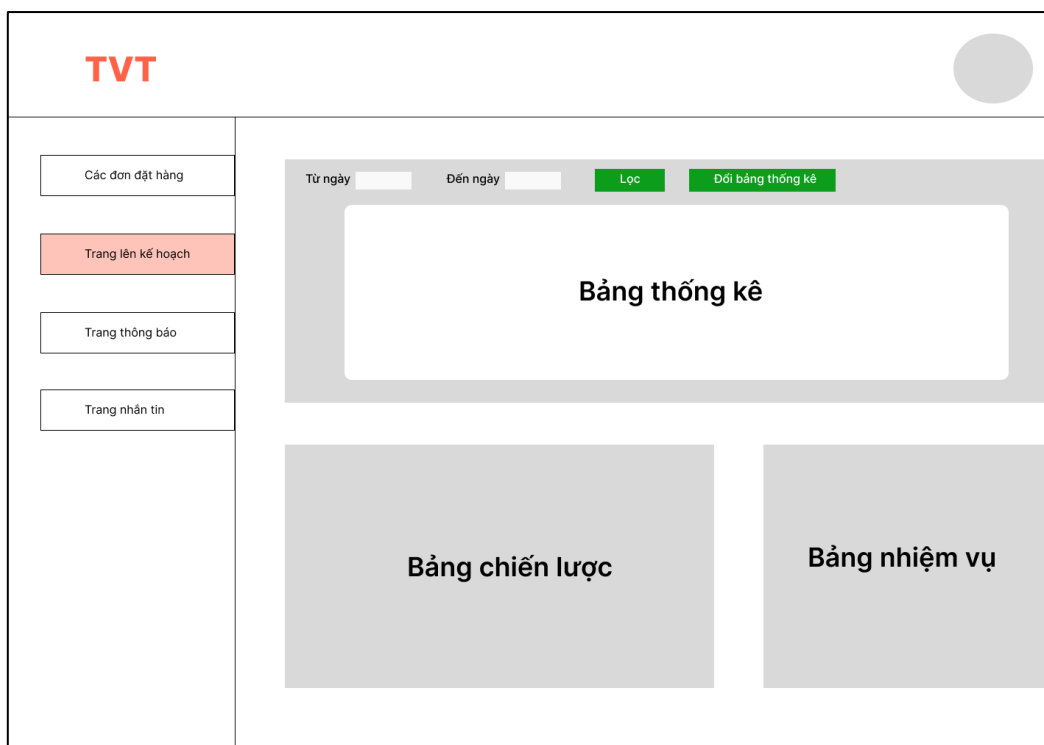 TVT
Các đơn đặt hàng
Trang lên kế hoạch
Trang thông báo
Trang nhắn tin
Từ ngày
Đến ngày
Lọc
Đổi bảng thống kê
Bảng thống kê
Bảng chiến lược
Bảng nhiệm vụ